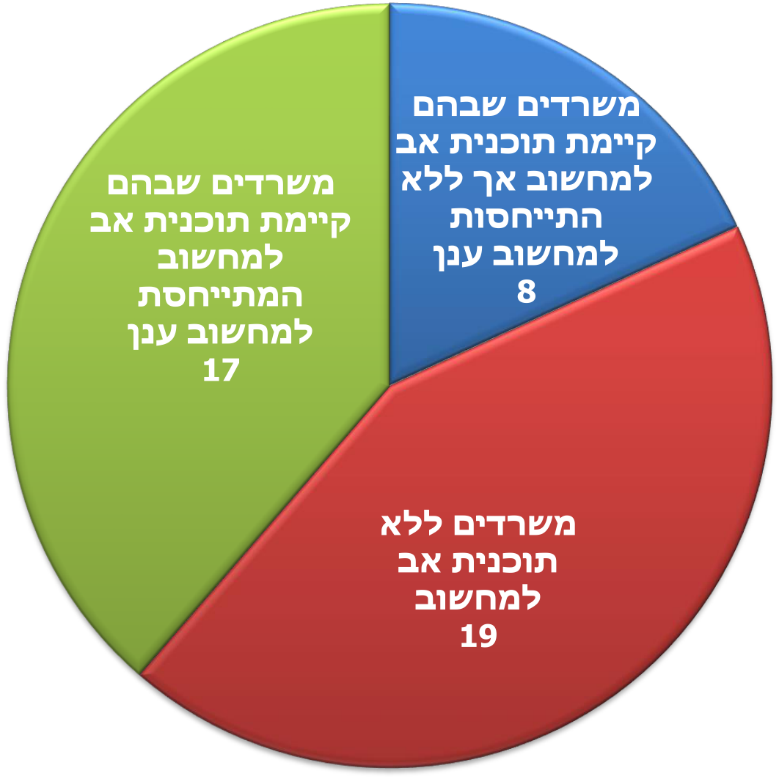 משרדים שבהם
קיימת תוכנית אב
למחשוב אך ללא
התייחסות
למחשוב ענן
8
משרדים שבהם
קיימת תוכנית אב
למחשוב
המתייחסת
למחשוב ענן
17
משרדים ללא
תוכנית אב
למחשוב
19